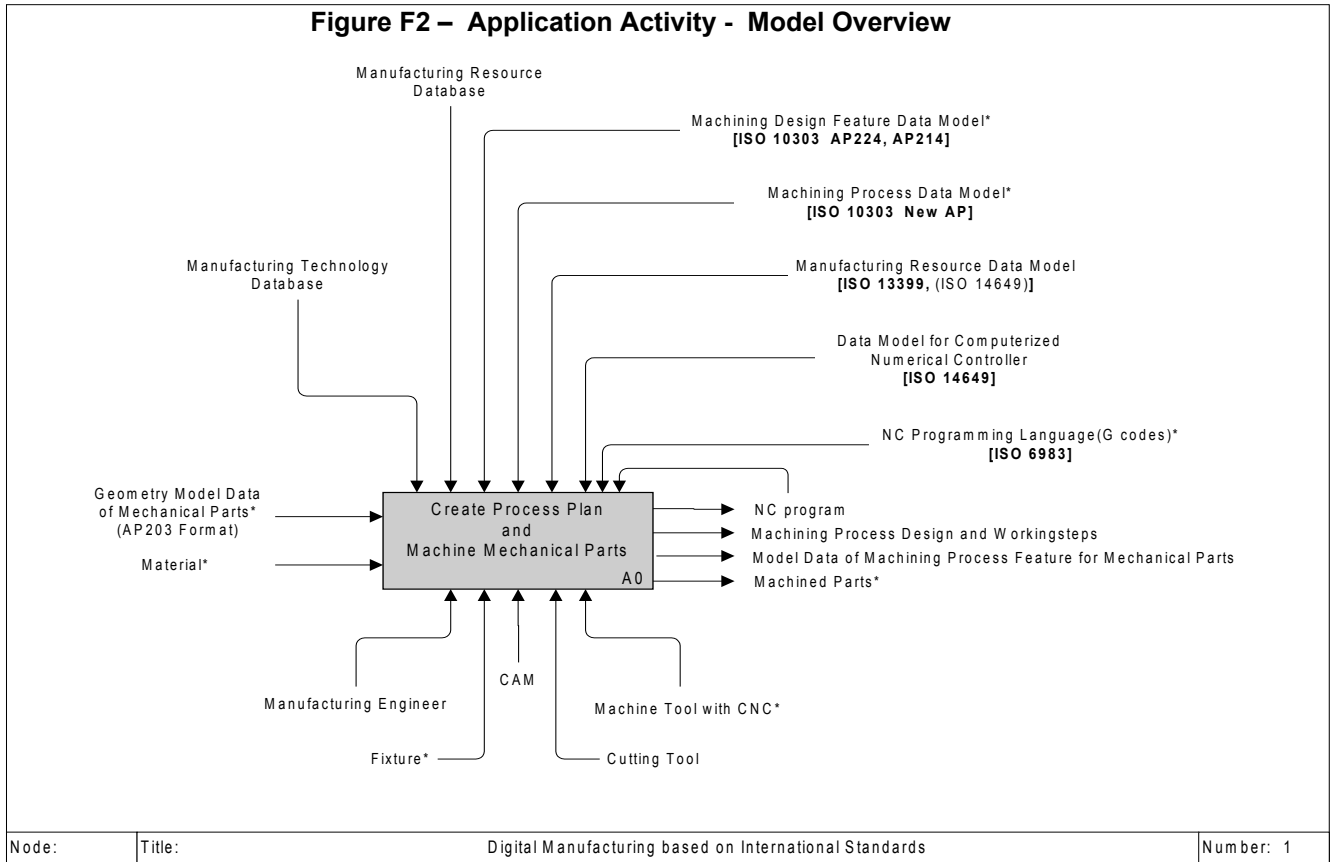 Figure F2 – Application Activity - Model Overview
Manufacturing Resource
Database
Machining Design Feature Data Model*
[ISO 10303 AP224, AP214]
Machining Process Data Model*
[ISO 10303 New AP]
Manufacturing Technology
Database
Manufacturing Resource Data Model
[ISO 13399, (ISO 14649)]
Data Model for Computerized
Numerical Controller
[ISO 14649]
NC Programming Language(G codes)*
[ISO 6983]
Geometry Model Data
of Mechanical Parts*
(AP203 Format)
Material*
Create Process Plan
and
Machine Mechanical Parts
A0
NC program
Machining Process Design and Workingsteps
Model Data of Machining Process Feature for Mechanical Parts
Machined Parts*
CAM
Manufacturing Engineer
Machine Tool with CNC*
Fixture*
Cutting Tool
Node:
Title:
Digital Manufacturing based on International Standards
Number: 1